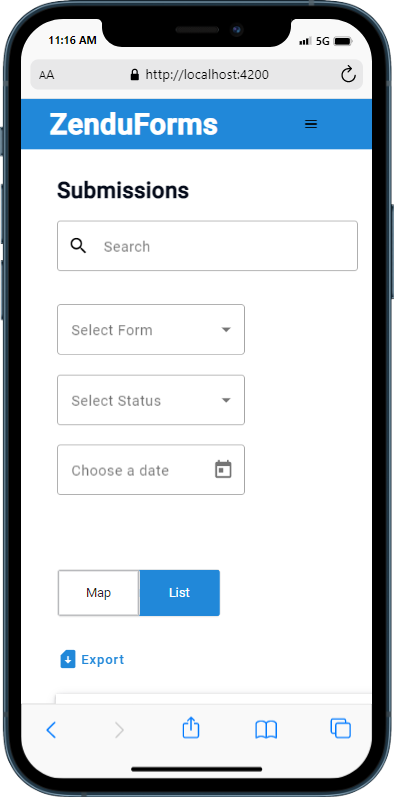 11:16 AM 5G
AA http://localhost:4200
ZenduForms
Submissions
Search
Select Form
Select Status
Choose a date
Map List
Export